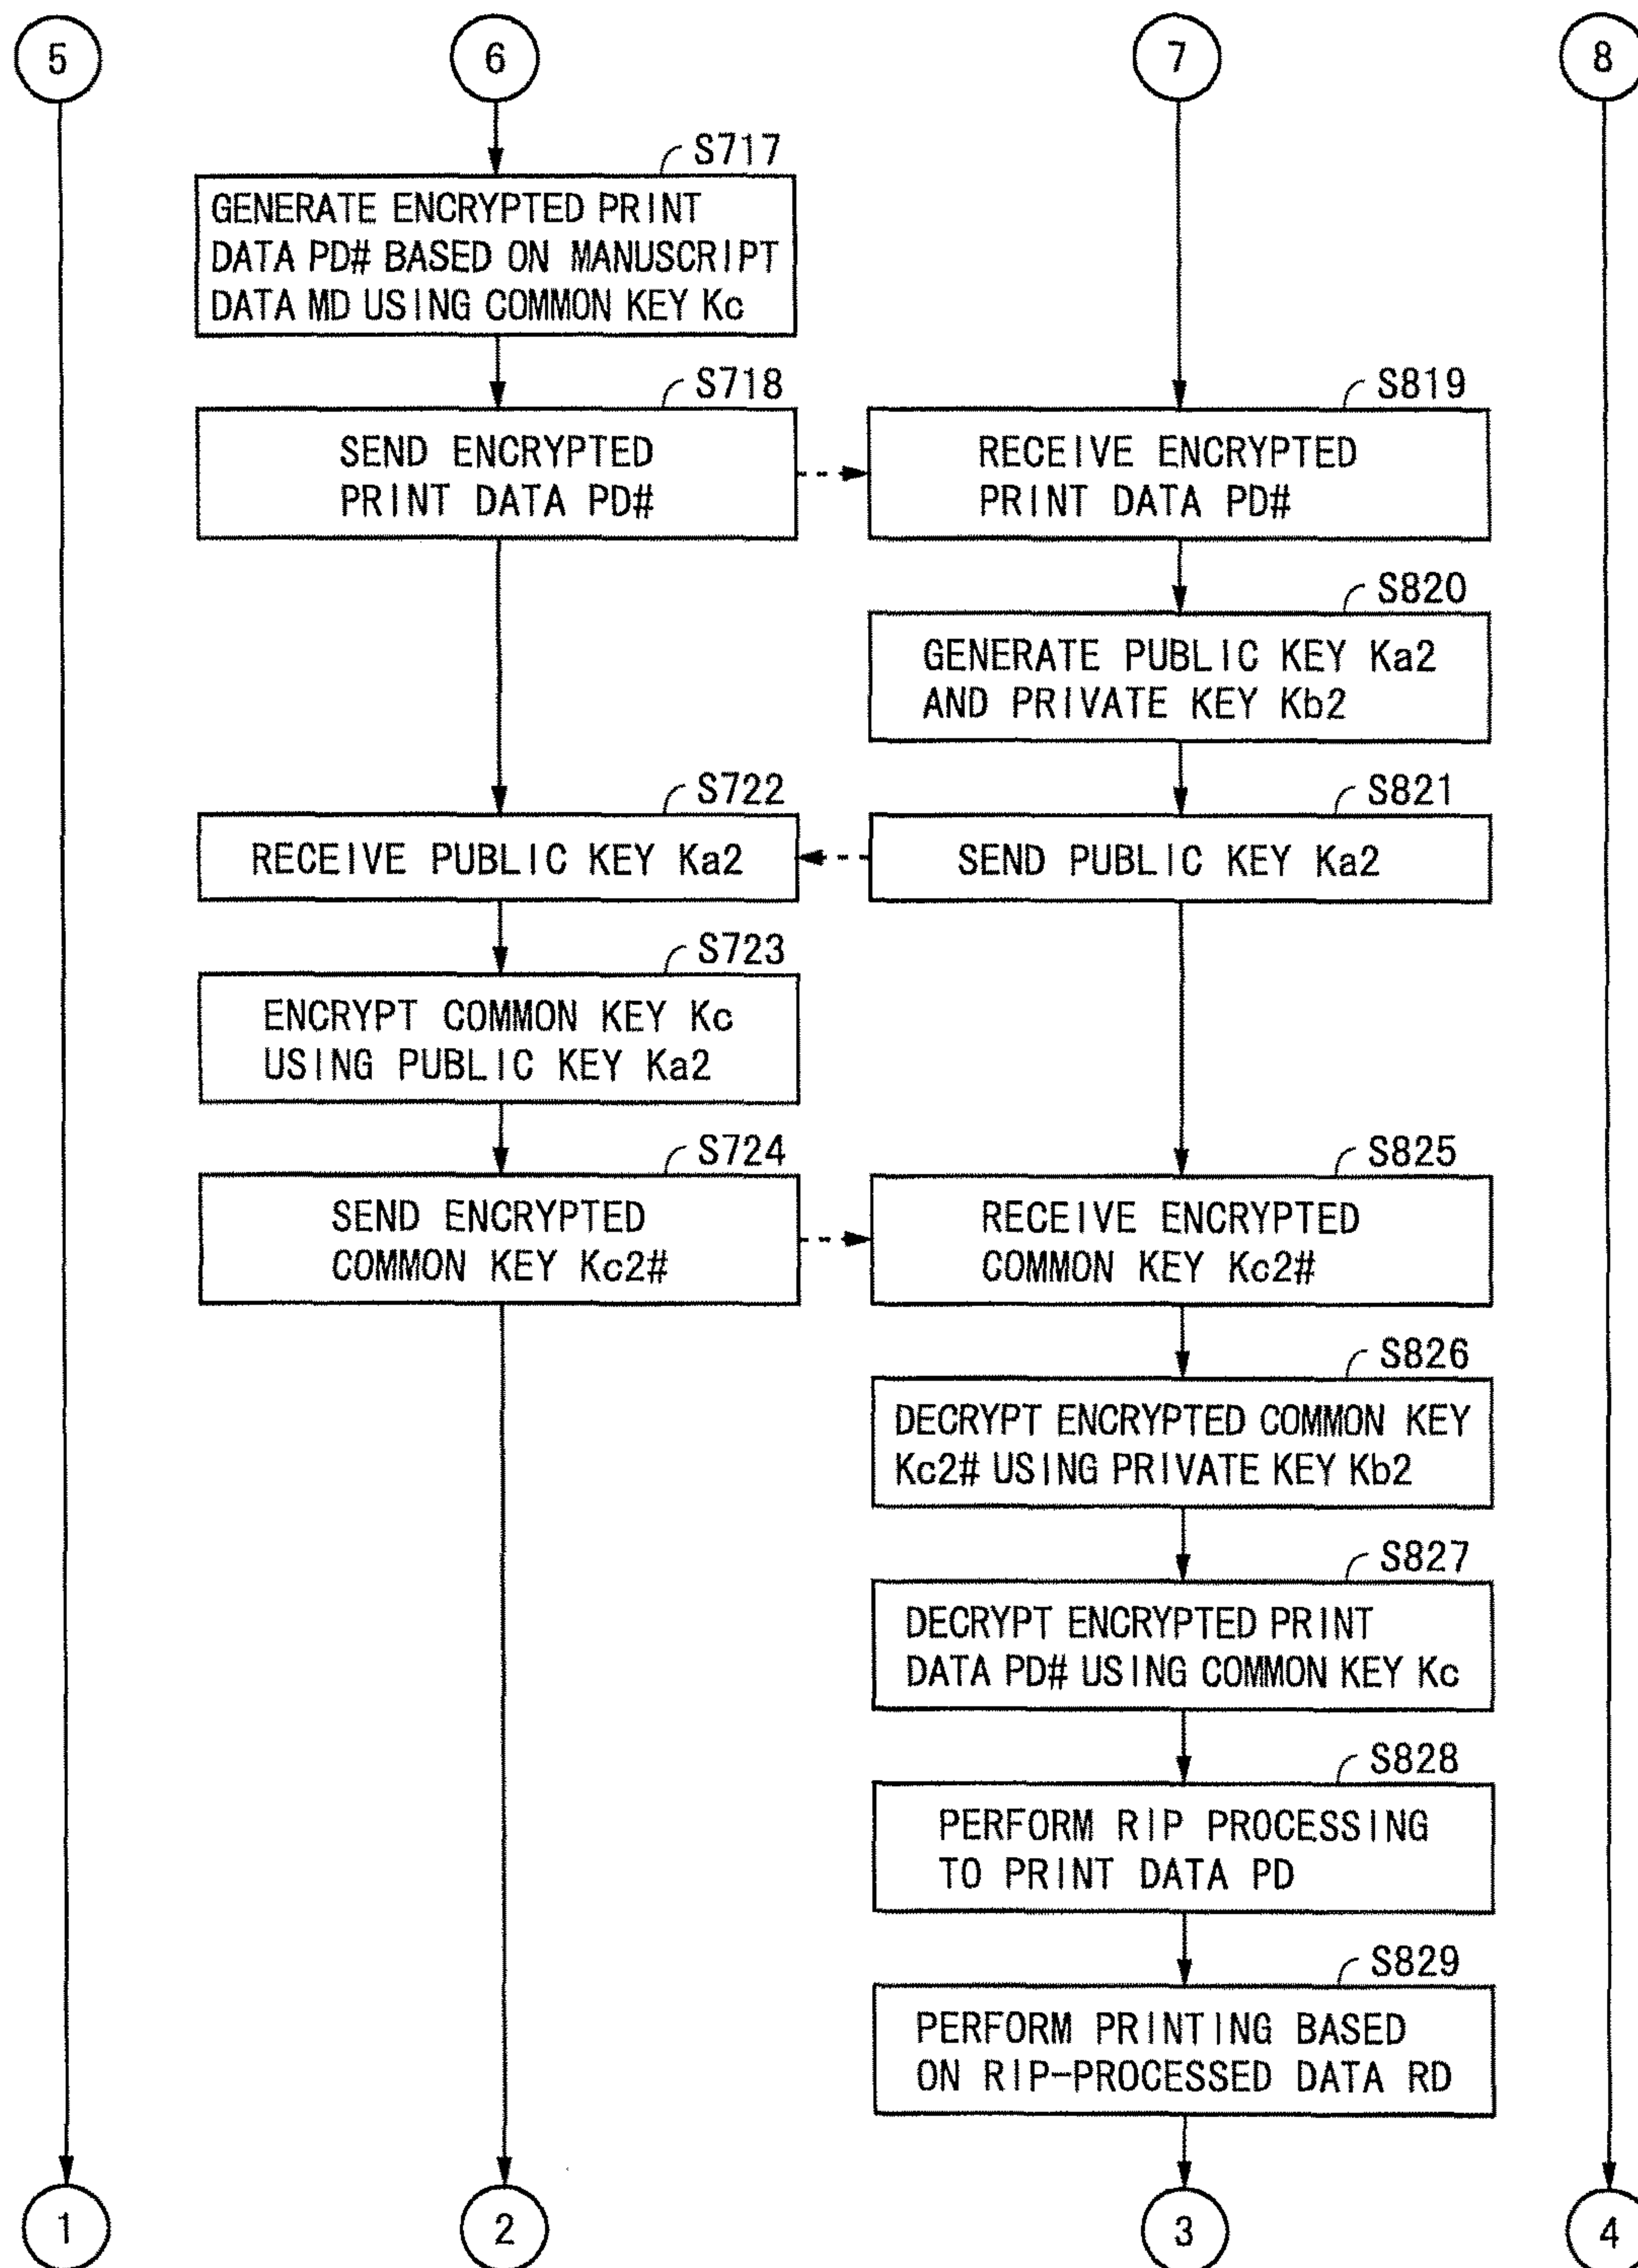 5
6
7
8
S717
GENERATE ENCRYPTED PRINT
DATA PD# BASED ON MANUSCRIPT
DATA MD USING COMMON KEY Kc
S718
SEND ENCRYPTED
PRINT DATA PD#
S819
RECEIVE ENCRYPTED
PRINT DATA PD#
S820
GENERATE PUBLIC KEY Ka2
AND PRIVATE KEY Kb2
S821
SEND PUBLIC KEY Ka2
S722
RECEIVE PUBLIC KEY Ka2
S723
ENCRYPT COMMON KEY Kc
USING PUBLIC KEY Ka2
S724
SEND ENCRYPTED
COMMON KEY Kc2#
S825
RECEIVE ENCRYPTED
COMMON KEY Kc2#
S826
DECRYPT ENCRYPTED COMMON KEY
Kc2# USING PRIVATE KEY Kb2
S827
DECRYPT ENCRYPTED PRINT
DATA PD# USING COMMON KEY Kc
S828
PERFORM RIP PROCESSING
TO PRINT DATA PD
S829
PERFORM PRINTING BASED
ON RIP-PROCESSED DATA RD
1
2
3
4